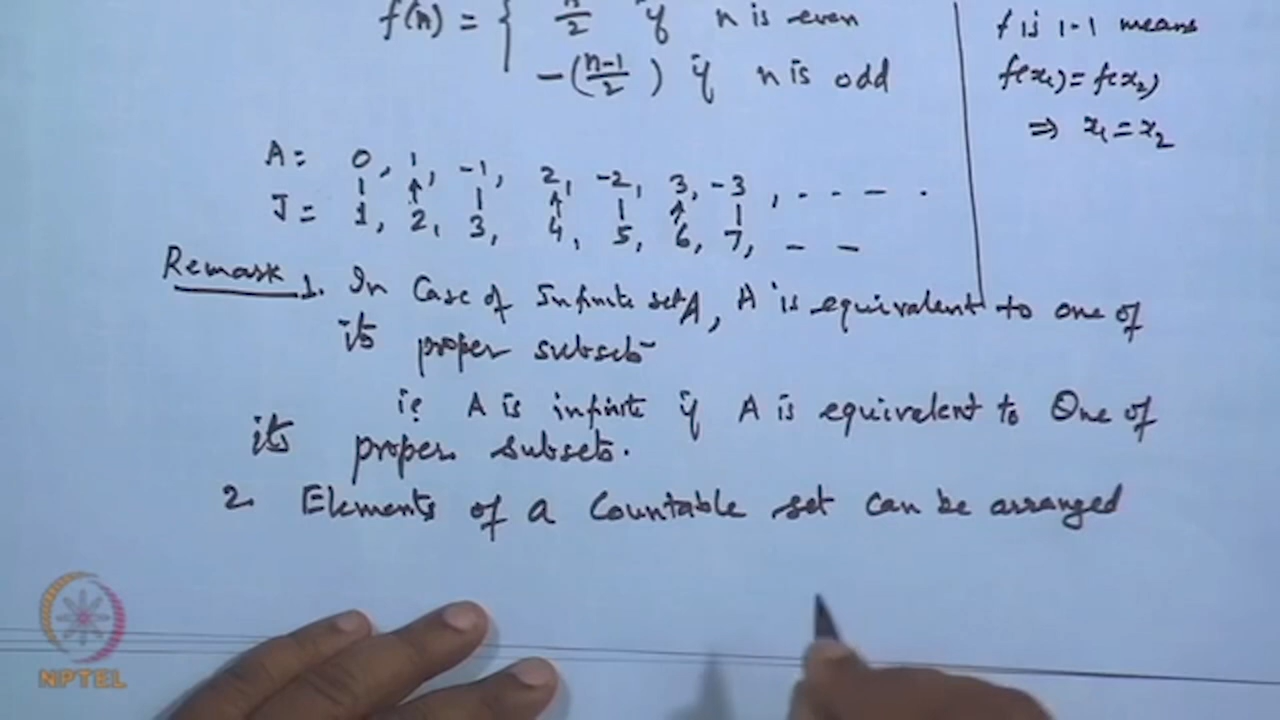 f(n) = { n/2 if n is even
-(n-1/2) if n is odd
f is 1-1 means
f(x₁) = f(x₂)
⇒ x₁ = x₂
A: 0, 1, -1, 2, -2, 3, -3, - - - .
J = 1, 2, 3, 4, 5, 6, 7, - -
Remark 1. In Case of Infinite set A, A is equivalent to one of
its proper subsets
ie A is infinite if A is equivalent to One of
its proper subsets.
2. Elements of a Countable set can be arranged
NPTEL